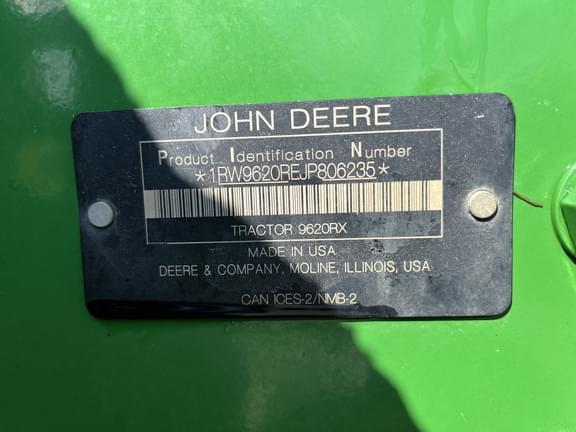 JOHN DEERE
Product Identification Number
*1RW9620REJP806235*
TRACTOR 9620RX
MADE IN USA
DEERE & COMPANY, MOLINE, ILLINOIS, USA
CAN ICES-2/NMB-2